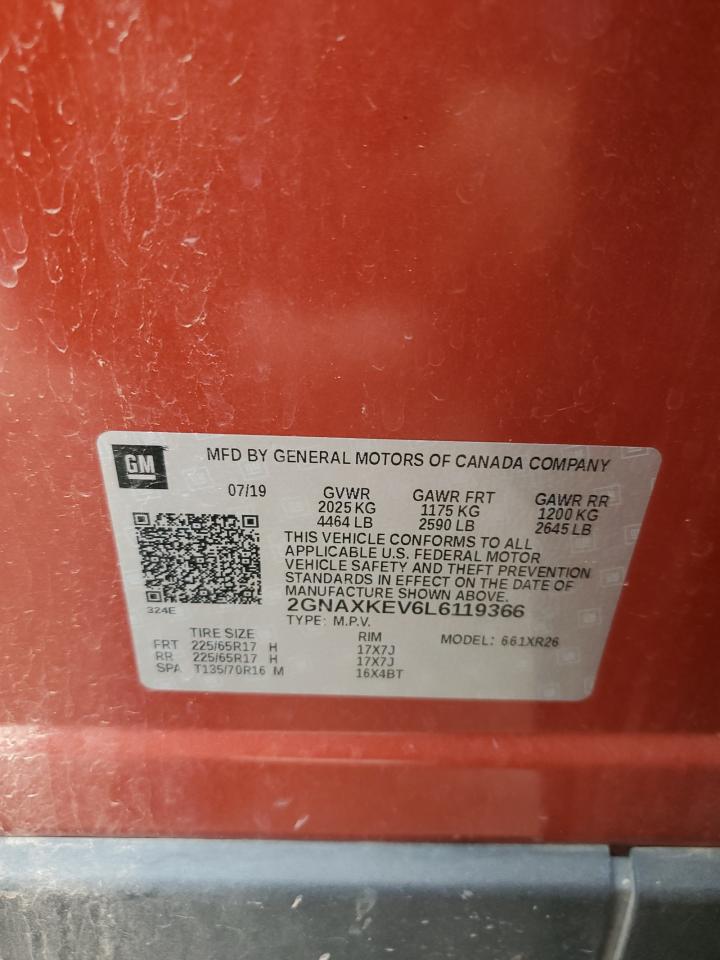 GM
MFD BY GENERAL MOTORS OF CANADA COMPANY
07/19 GVWR GAWR FRT GAWR RR
2025 KG 1175 KG 1200 KG
4464 LB 2590 LB 2645 LB
THIS VEHICLE CONFORMS TO ALL
APPLICABLE U.S. FEDERAL MOTOR
VEHICLE SAFETY AND THEFT PREVENTION
STANDARDS IN EFFECT ON THE DATE OF
MANUFACTURE SHOWN ABOVE.
324E
2GNAXKEV6L6119366
TYPE: M.P.V.
TIRE SIZE RIM MODEL: 661XR26
FRT 225/65R17 H 17X7J
RR 225/65R17 H 17X7J
SPA T135/70R16 M 16X4BT